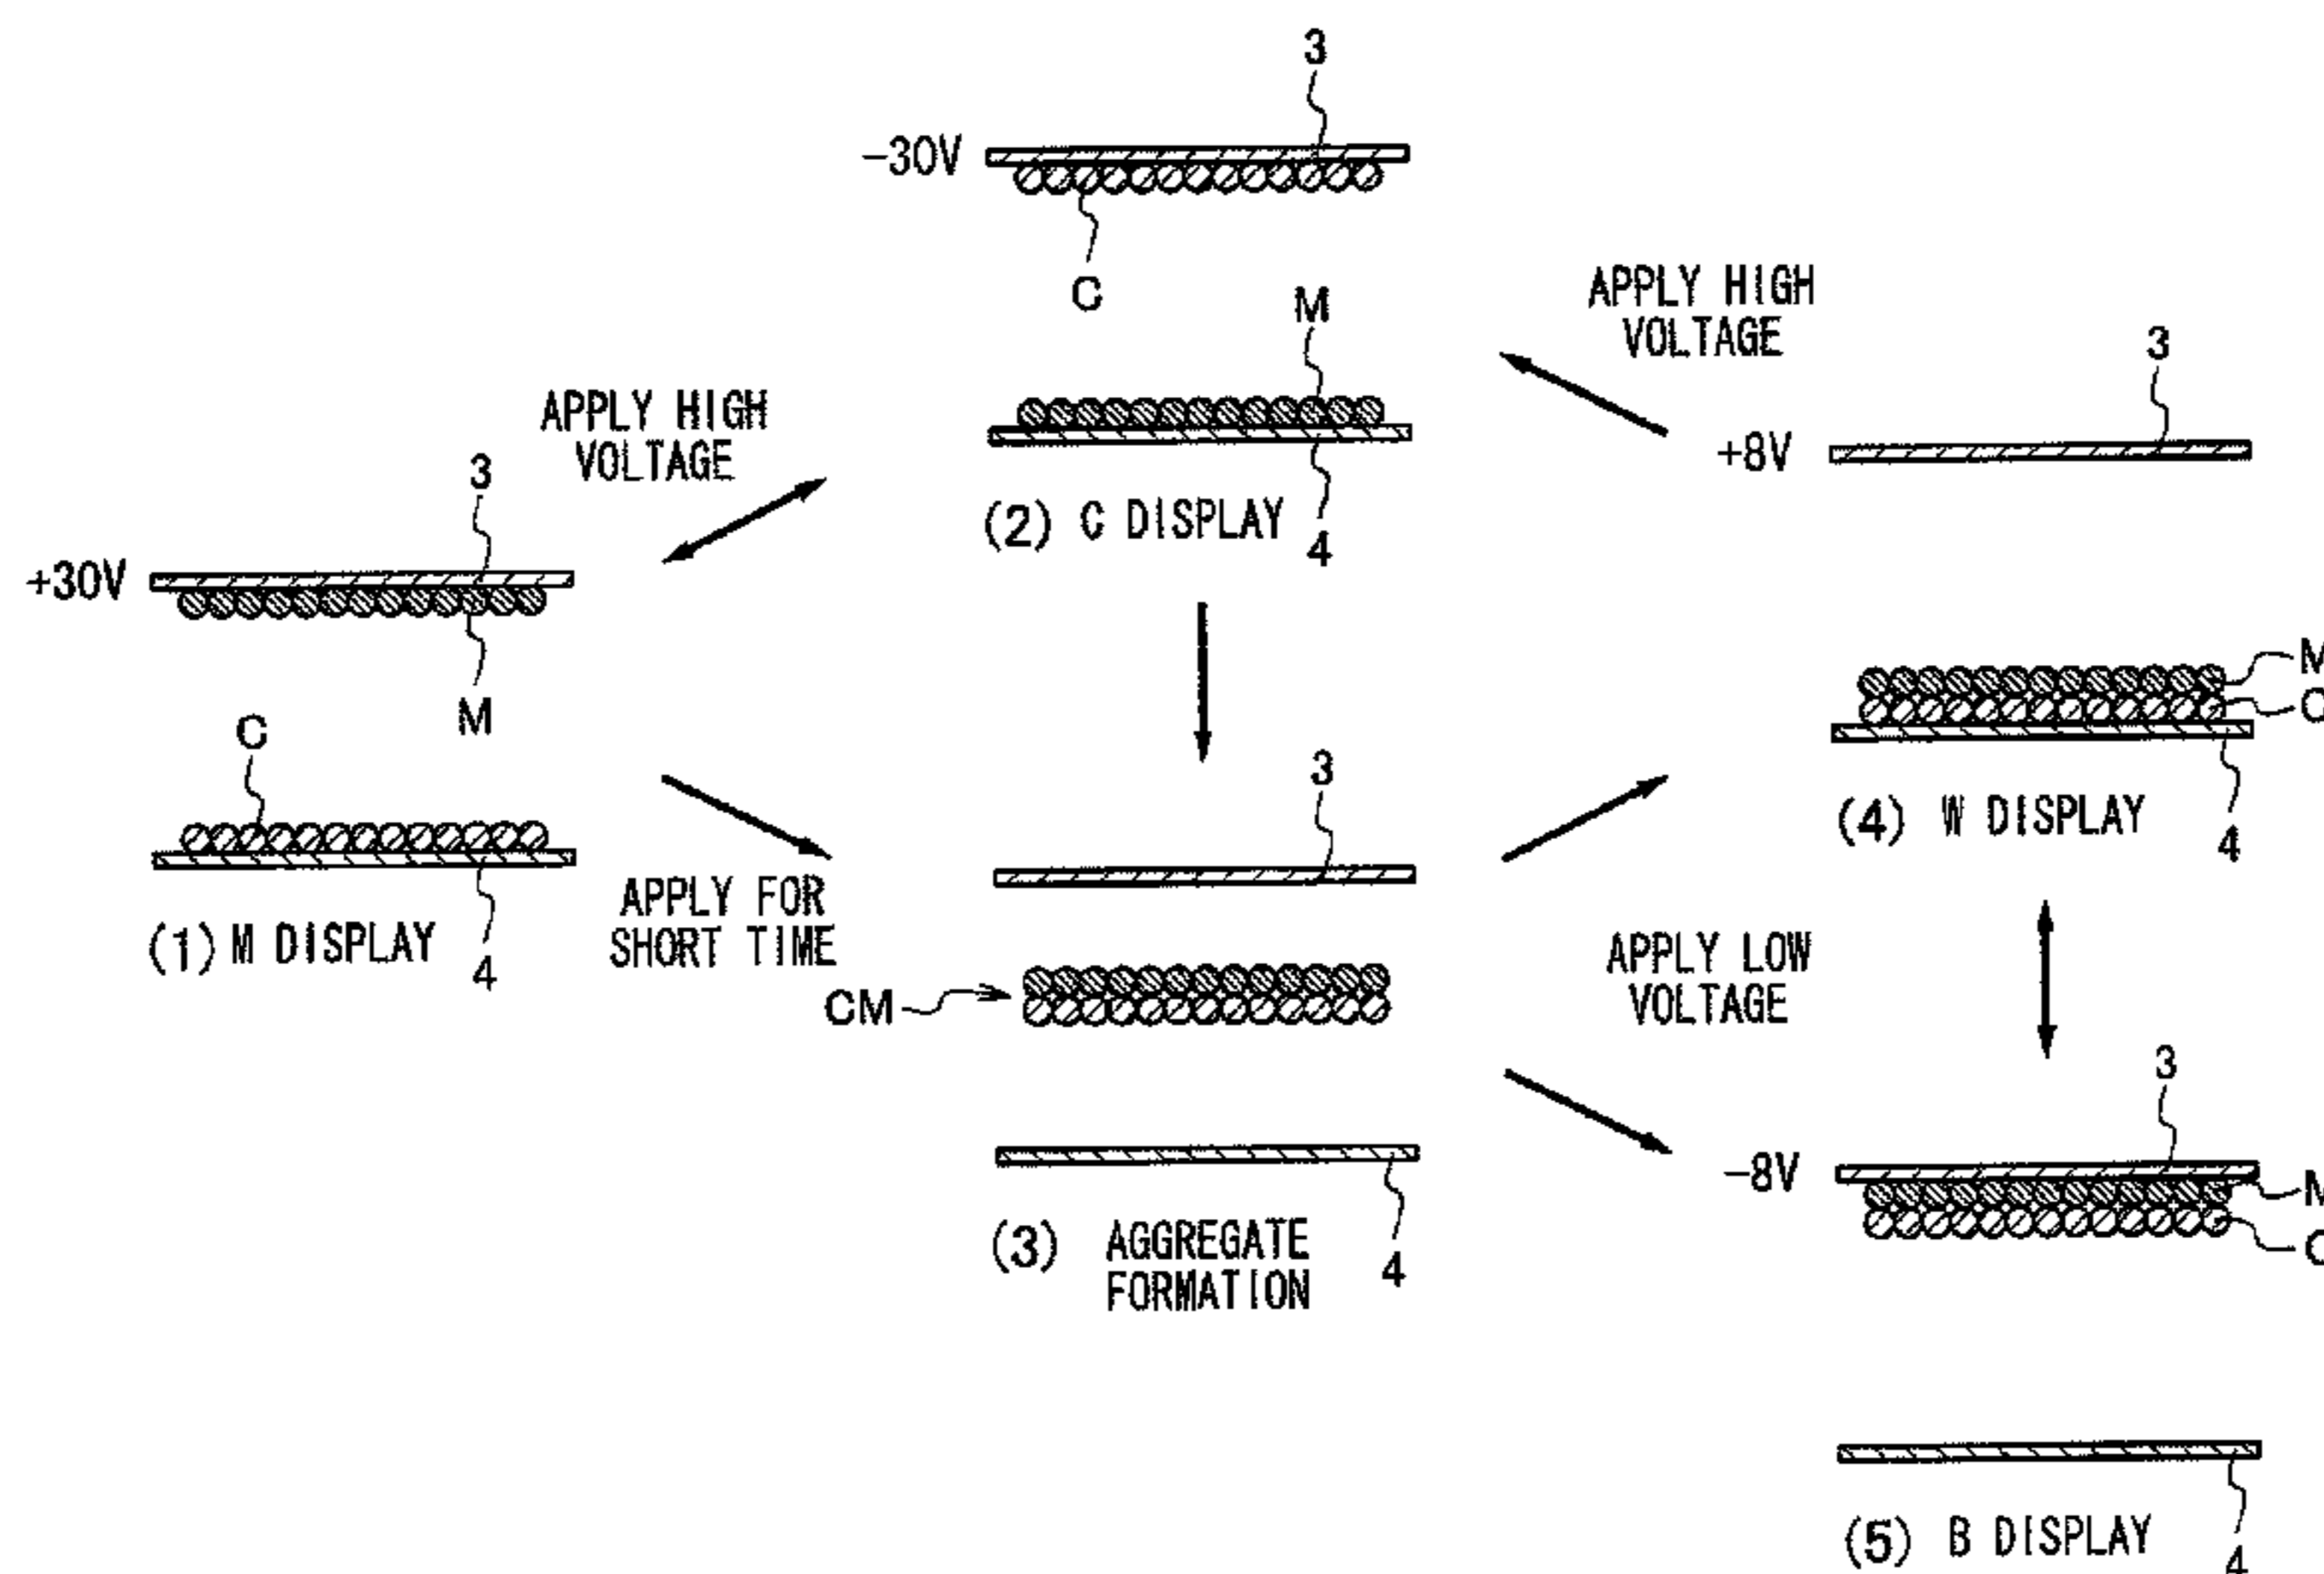 3
-30V
C
M
4
(2) C DISPLAY
APPLY HIGH
VOLTAGE
3
+30V
M
C
4
(1) M DISPLAY
APPLY HIGH
VOLTAGE
3
+8V
M
C
4
(4) W DISPLAY
APPLY FOR
SHORT TIME
3
CM
4
(3) AGGREGATE
FORMATION
APPLY LOW
VOLTAGE
3
-8V
M
C
4
(5) B DISPLAY